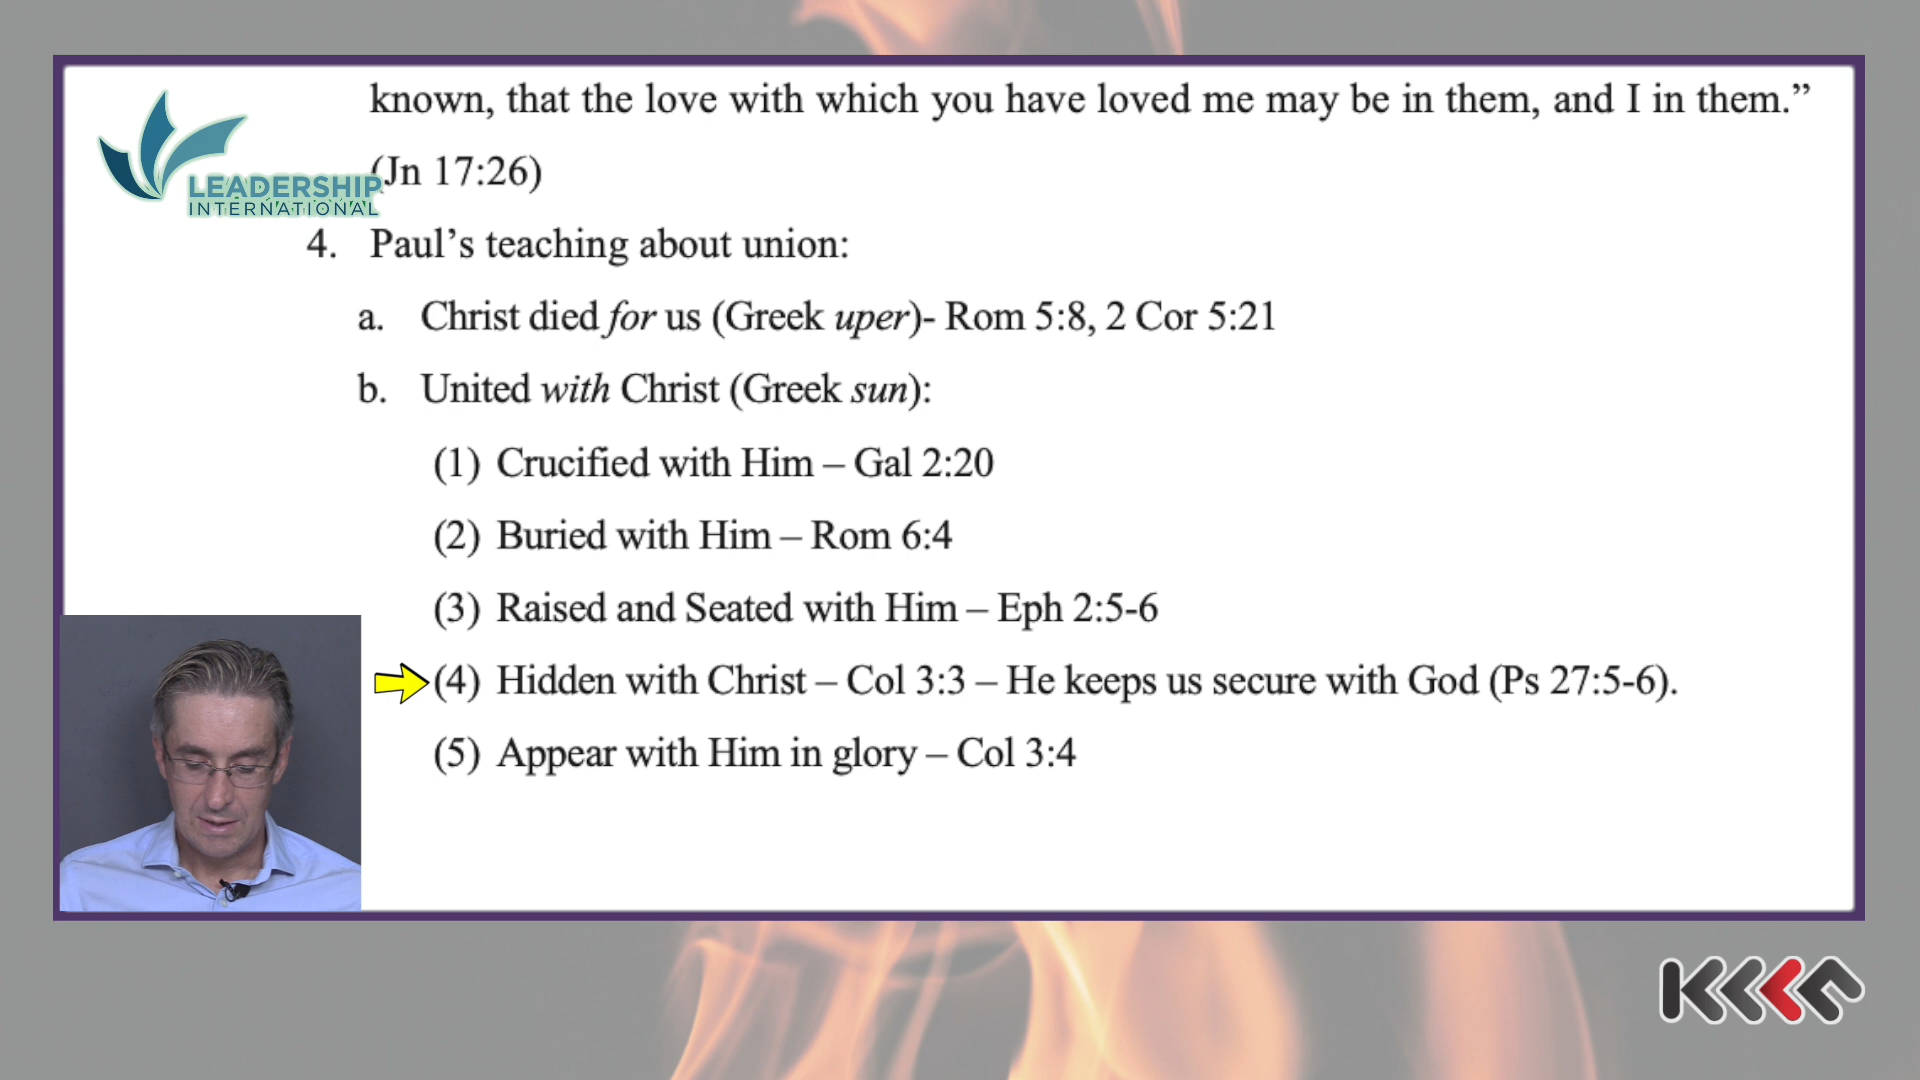 known, that the love with which you have loved me may be in them, and I in them.”
(Jn 17:26)
LEADERSHIP
INTERNATIONAL
4. Paul’s teaching about union:
a. Christ died for us (Greek uper)- Rom 5:8, 2 Cor 5:21
b. United with Christ (Greek sun):
(1) Crucified with Him – Gal 2:20
(2) Buried with Him – Rom 6:4
(3) Raised and Seated with Him – Eph 2:5-6
(4) Hidden with Christ – Col 3:3 – He keeps us secure with God (Ps 27:5-6).
(5) Appear with Him in glory – Col 3:4